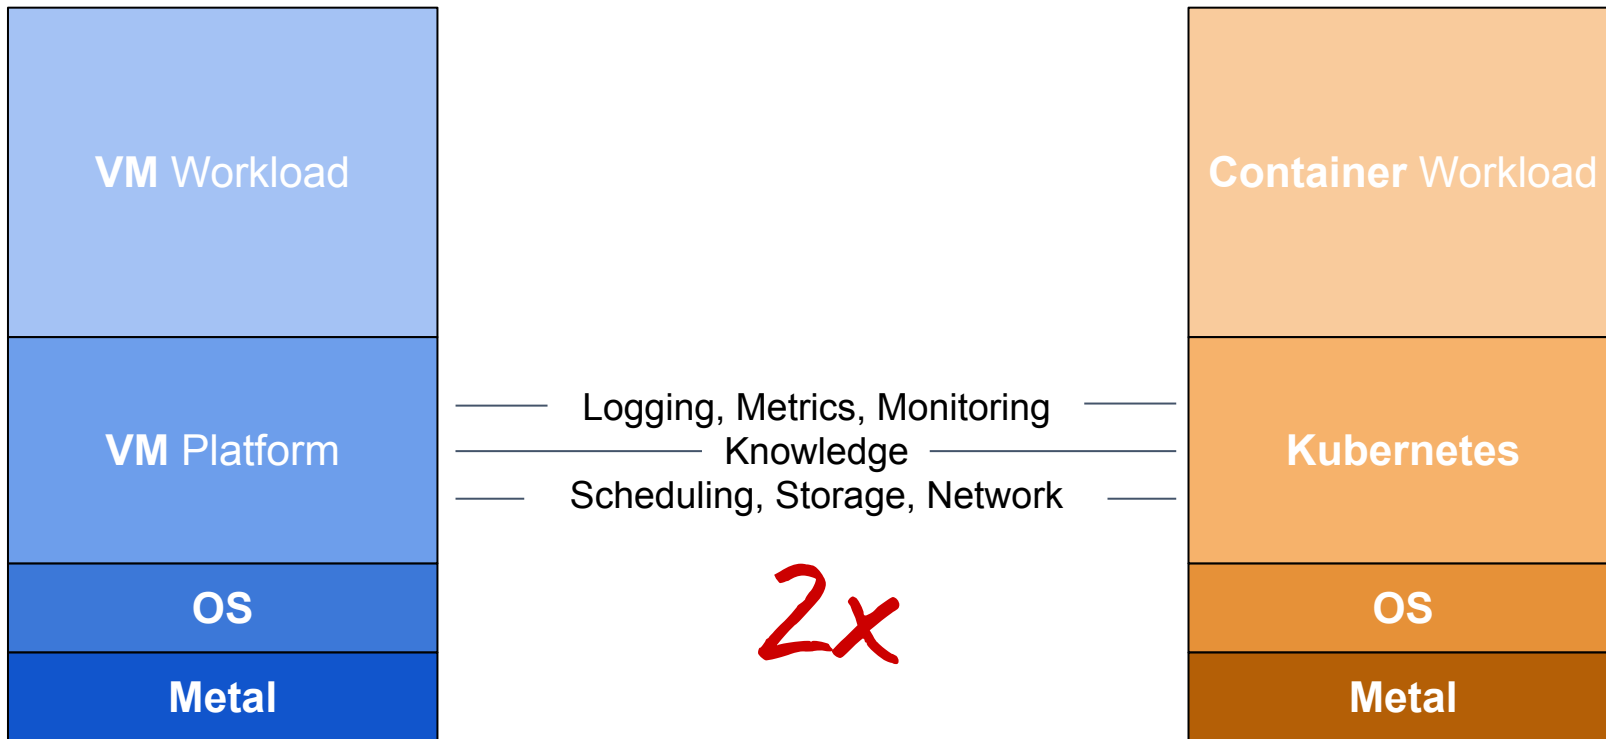 VM Workload
VM Platform
OS
Metal
Logging, Metrics, Monitoring
Knowledge
Scheduling, Storage, Network
2x
Container Workload
Kubernetes
OS
Metal